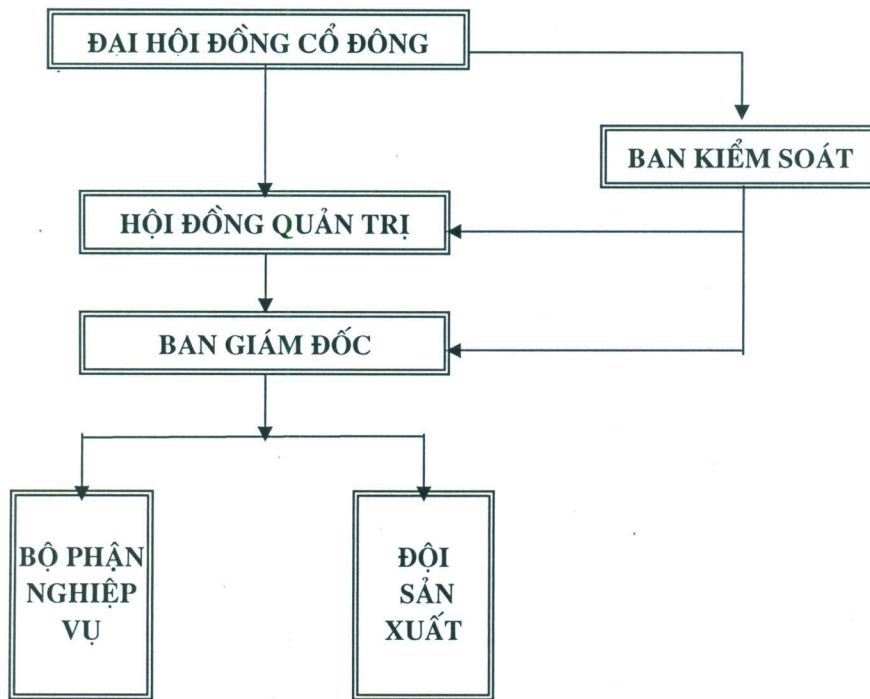 ĐẠI HỘI ĐỒNG CỔ ĐÔNG
BAN KIỂM SOÁT
HỘI ĐỒNG QUẢN TRỊ
BAN GIÁM ĐỐC
BỘ PHẬN
NGHIỆP
VỤ
ĐỘI
SẢN
XUẤT